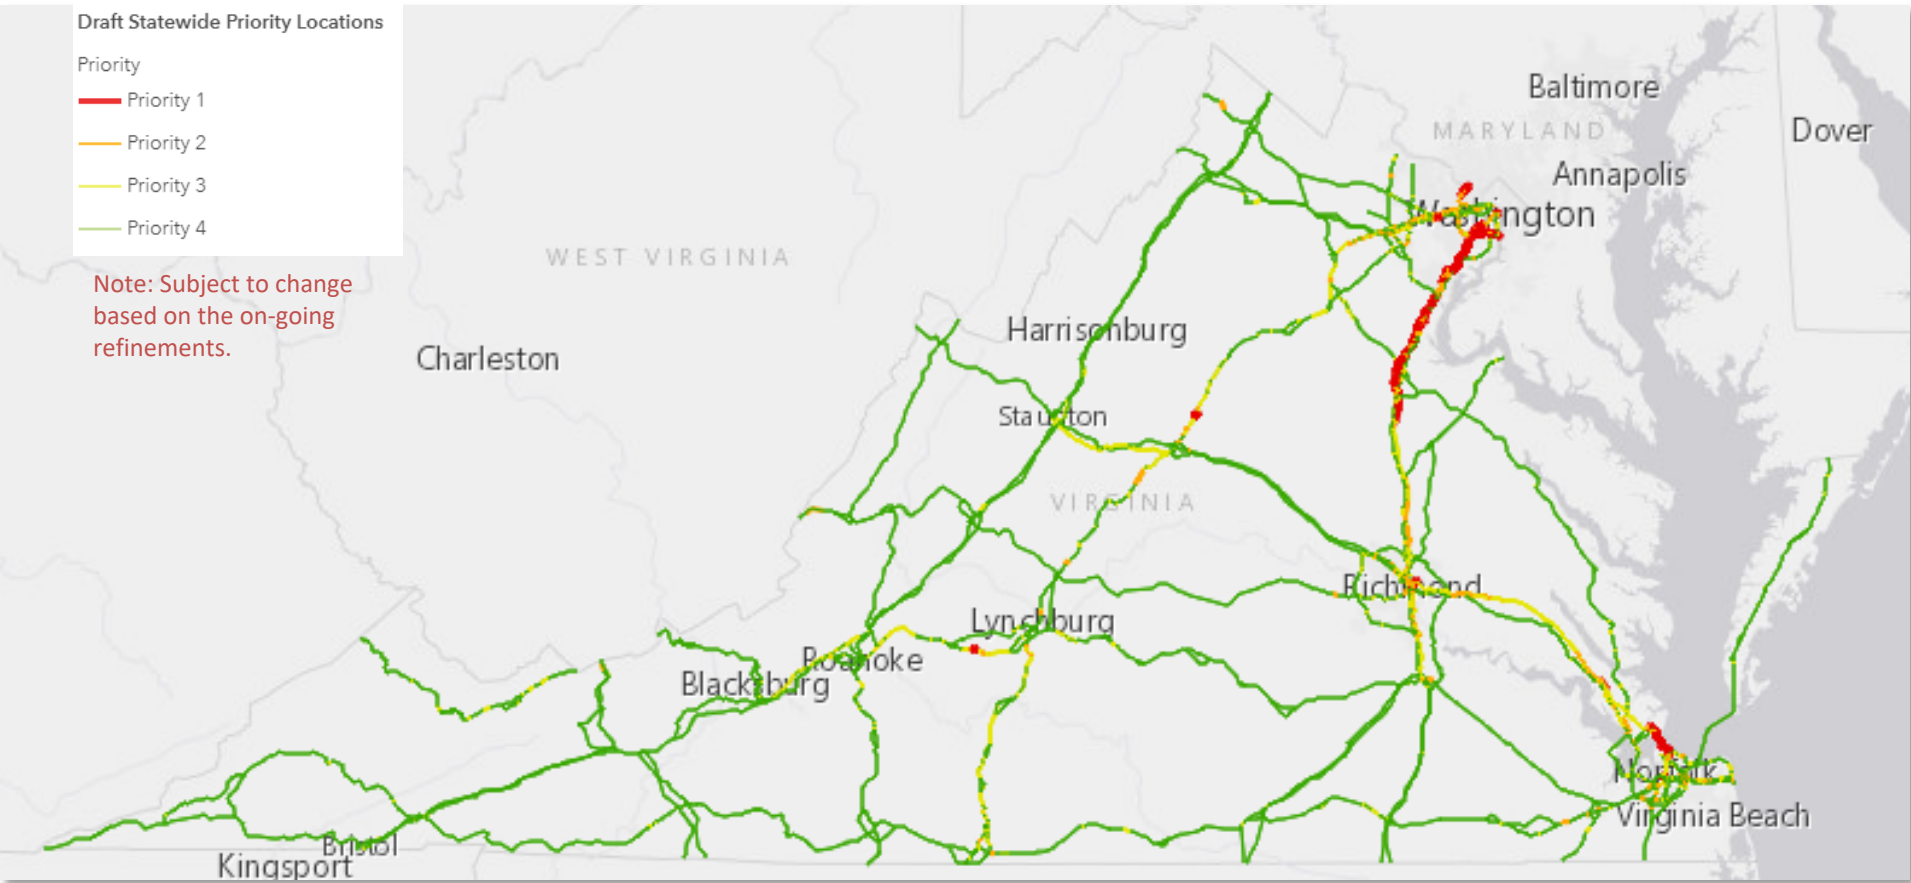 Draft Statewide Priority Locations
Priority
Priority 1
Priority 2
Priority 3
Priority 4
Note: Subject to change
based on the on-going
refinements.
Baltimore
MARYLAND
Dover
Annapolis
Washington
WEST VIRGINIA
Harrisonburg
Charleston
Staunton
VIRGINIA
Richmond
Lynchburg
Roanoke
Blacksburg
Norfolk
Virginia Beach
Bristol
Kingsport